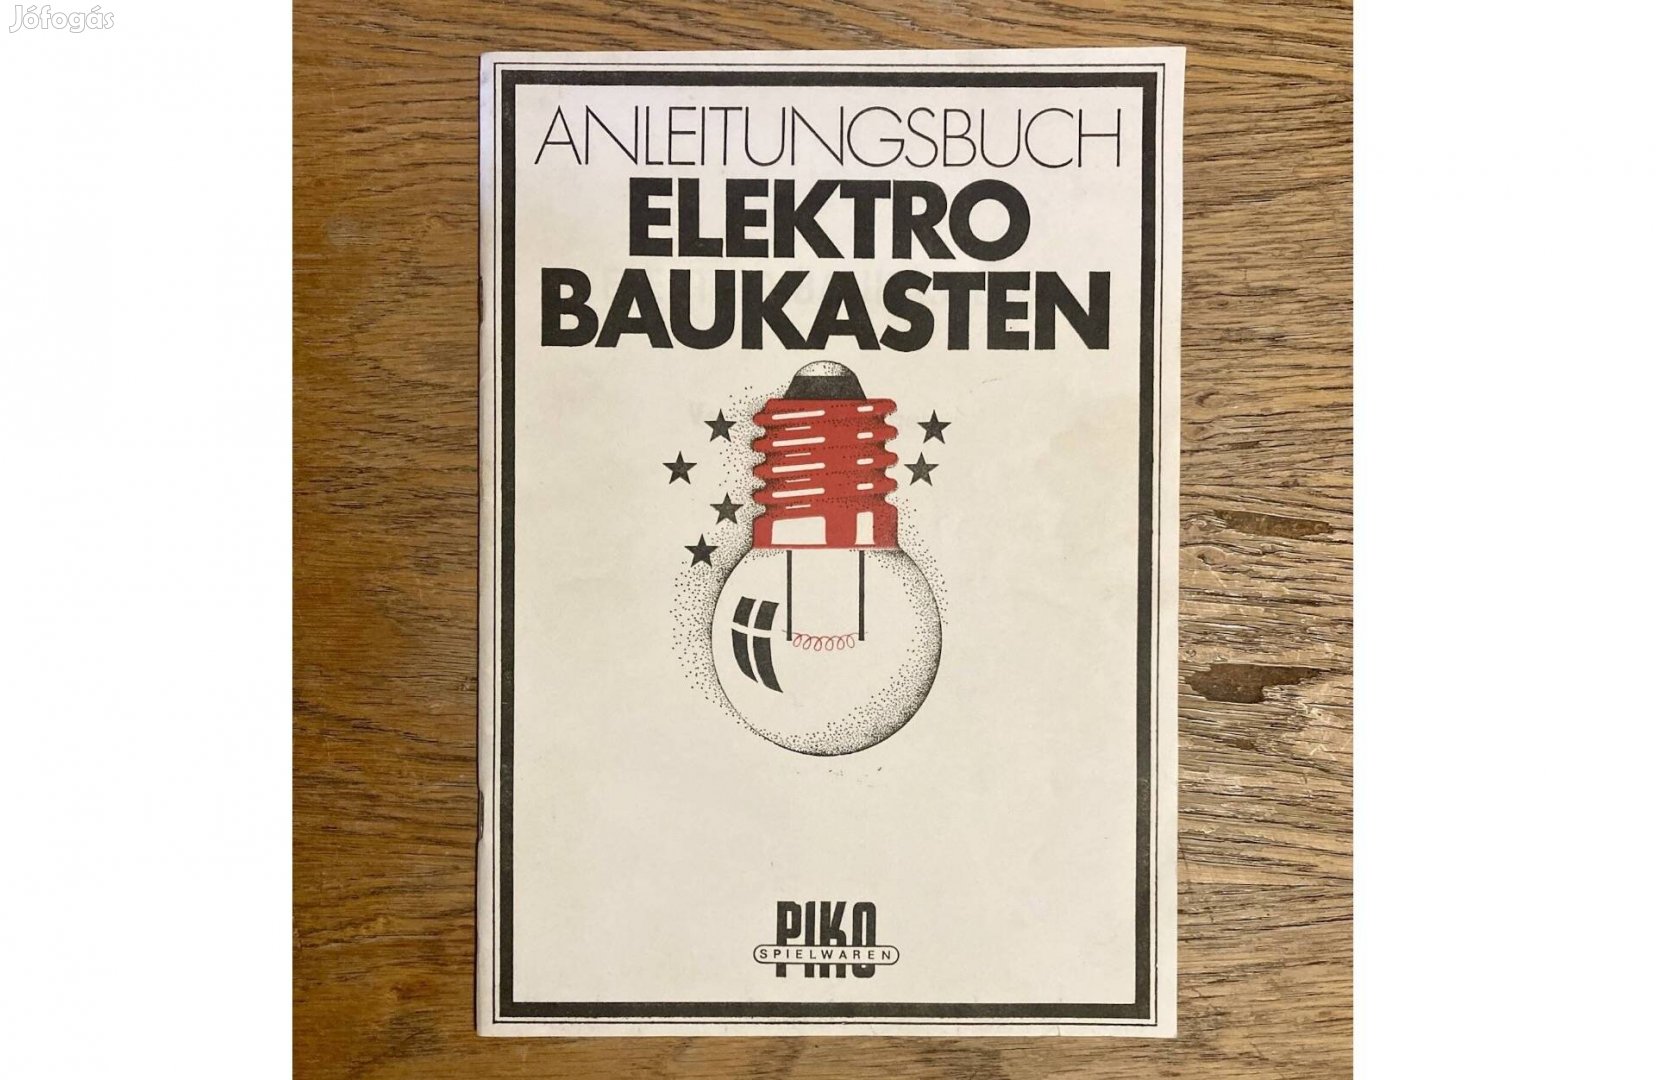 Jófogás
ANLEITUNGSBUCH
ELEKTRO
BAUKASTEN
PIKO
SPIELWAREN